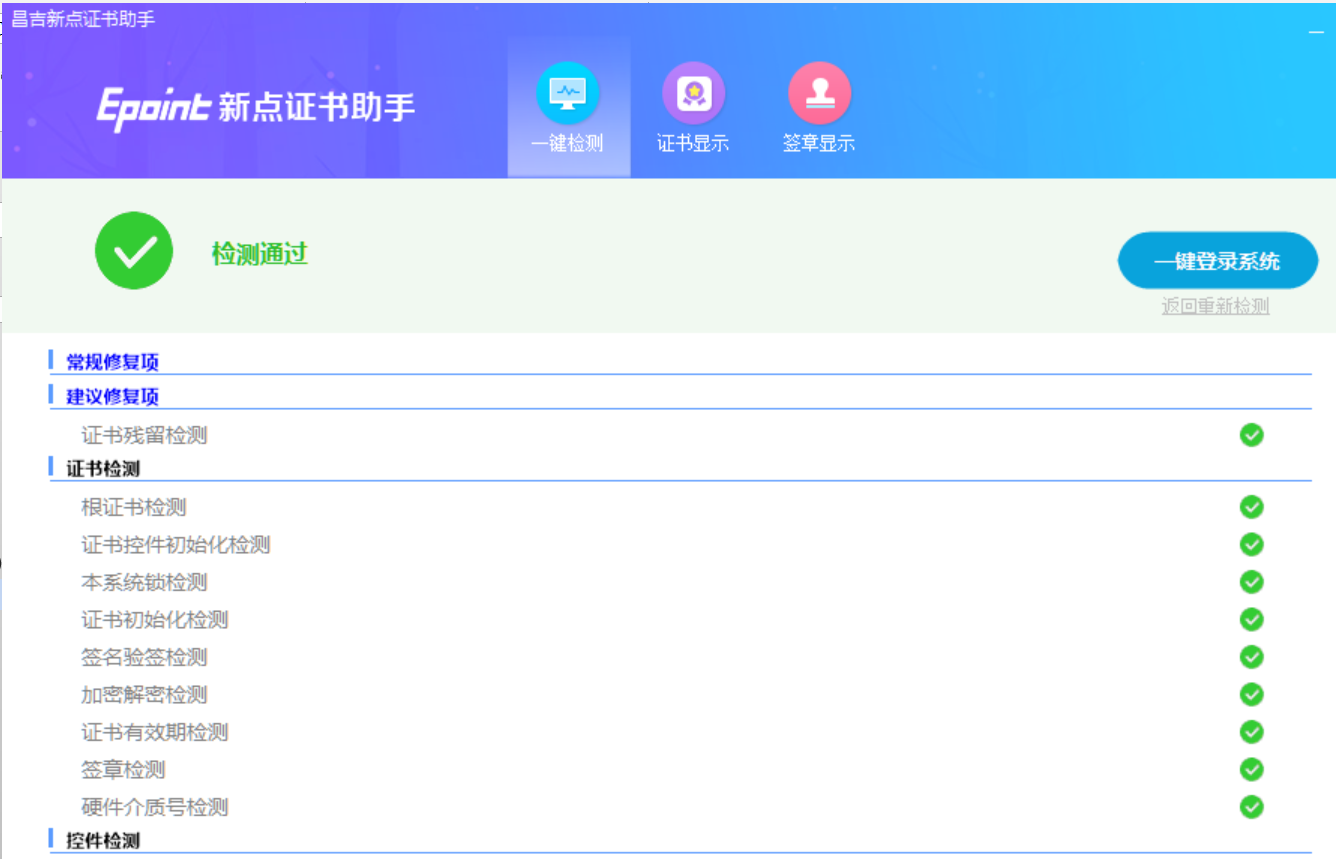 昌吉新点证书助手
Epoint 新点证书助手
一键检测
证书显示
签章显示
检测通过
一键登录系统
返回重新检测
常规修复项
建议修复项
证书残留检测
证书检测
根证书检测
证书控件初始化检测
本系统锁检测
证书初始化检测
签名验签检测
加密解密检测
证书有效期检测
签章检测
硬件介质号检测
控件检测